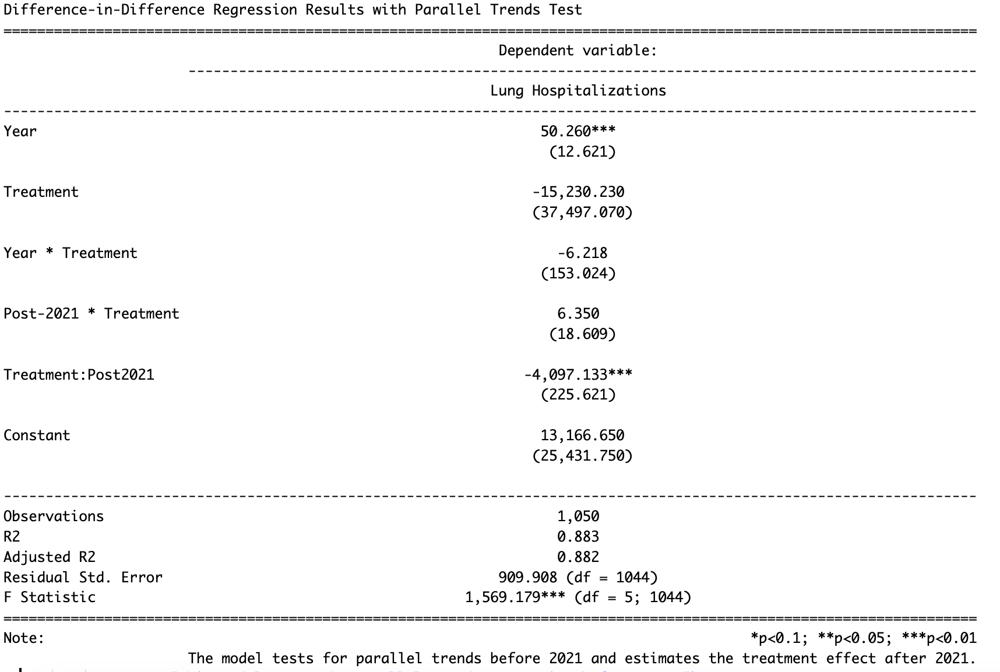 Difference-in-Difference Regression Results with Parallel Trends Test
====================================================================================================================
Dependent variable:
----------------------------------------------------------------------------------------------
Lung Hospitalizations
--------------------------------------------------------------------------------------------------------------------
Year 50.260***
(12.621)
Treatment -15,230.230
(37,497.070)
Year * Treatment -6.218
(153.024)
Post-2021 * Treatment 6.350
(18.609)
Treatment:Post2021 -4,097.133***
(225.621)
Constant 13,166.650
(25,431.750)
--------------------------------------------------------------------------------------------------------------------
Observations 1,050
R2 0.883
Adjusted R2 0.882
Residual Std. Error 909.908 (df = 1044)
F Statistic 1,569.179*** (df = 5; 1044)
====================================================================================================================
Note: *p<0.1; **p<0.05; ***p<0.01
The model tests for parallel trends before 2021 and estimates the treatment effect after 2021.